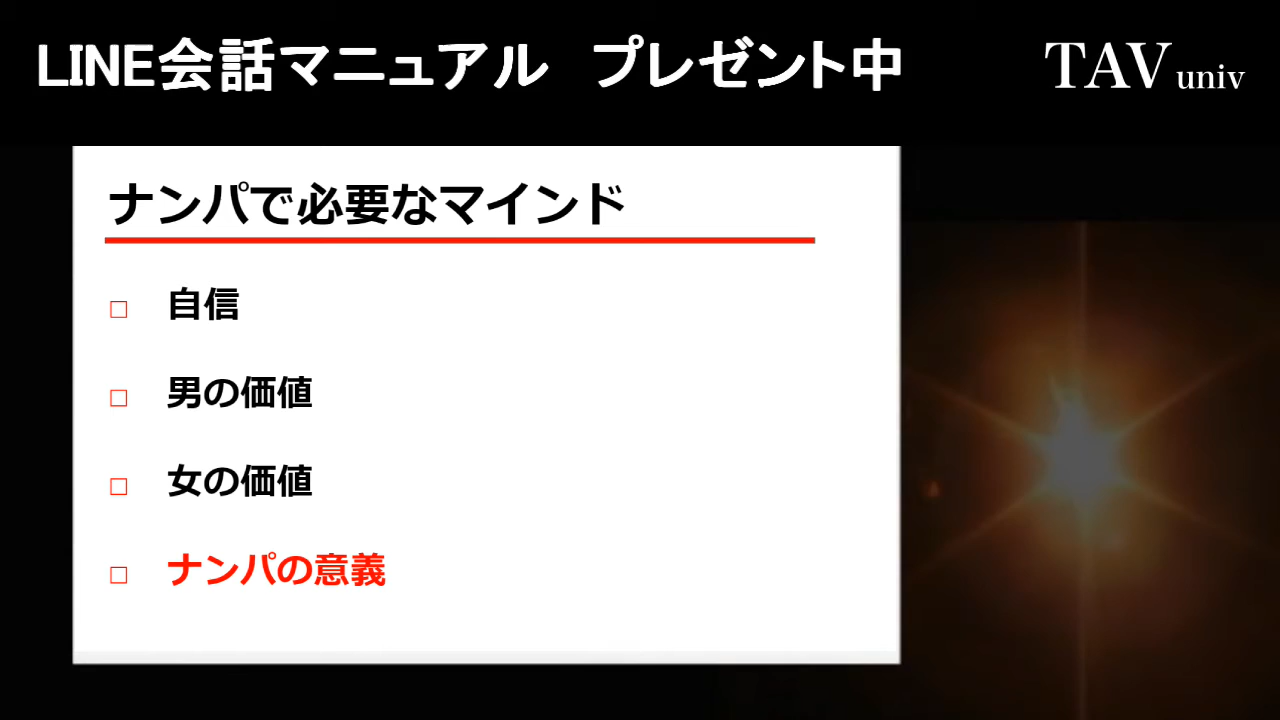 LINE会話マニュアル　プレゼント中
TAV univ
ナンパで必要なマインド
□ 自信
□ 男の価値
□ 女の価値
□ ナンパの意義